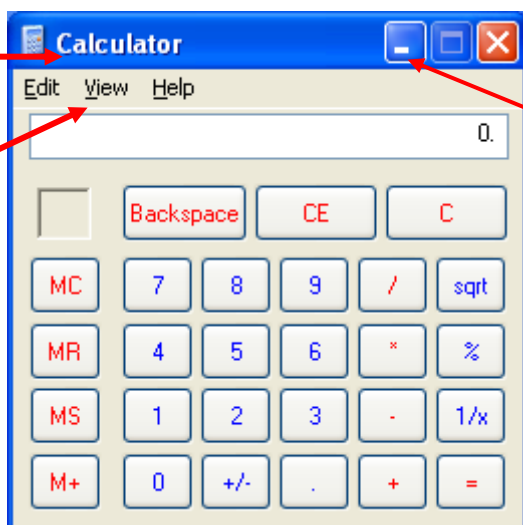 Calculator
Edit View Help
0.
Backspace CE C
MC 7 8 9 / sqrt
MR 4 5 6 * %
MS 1 2 3 - 1/x
M+ 0 +/- . + =